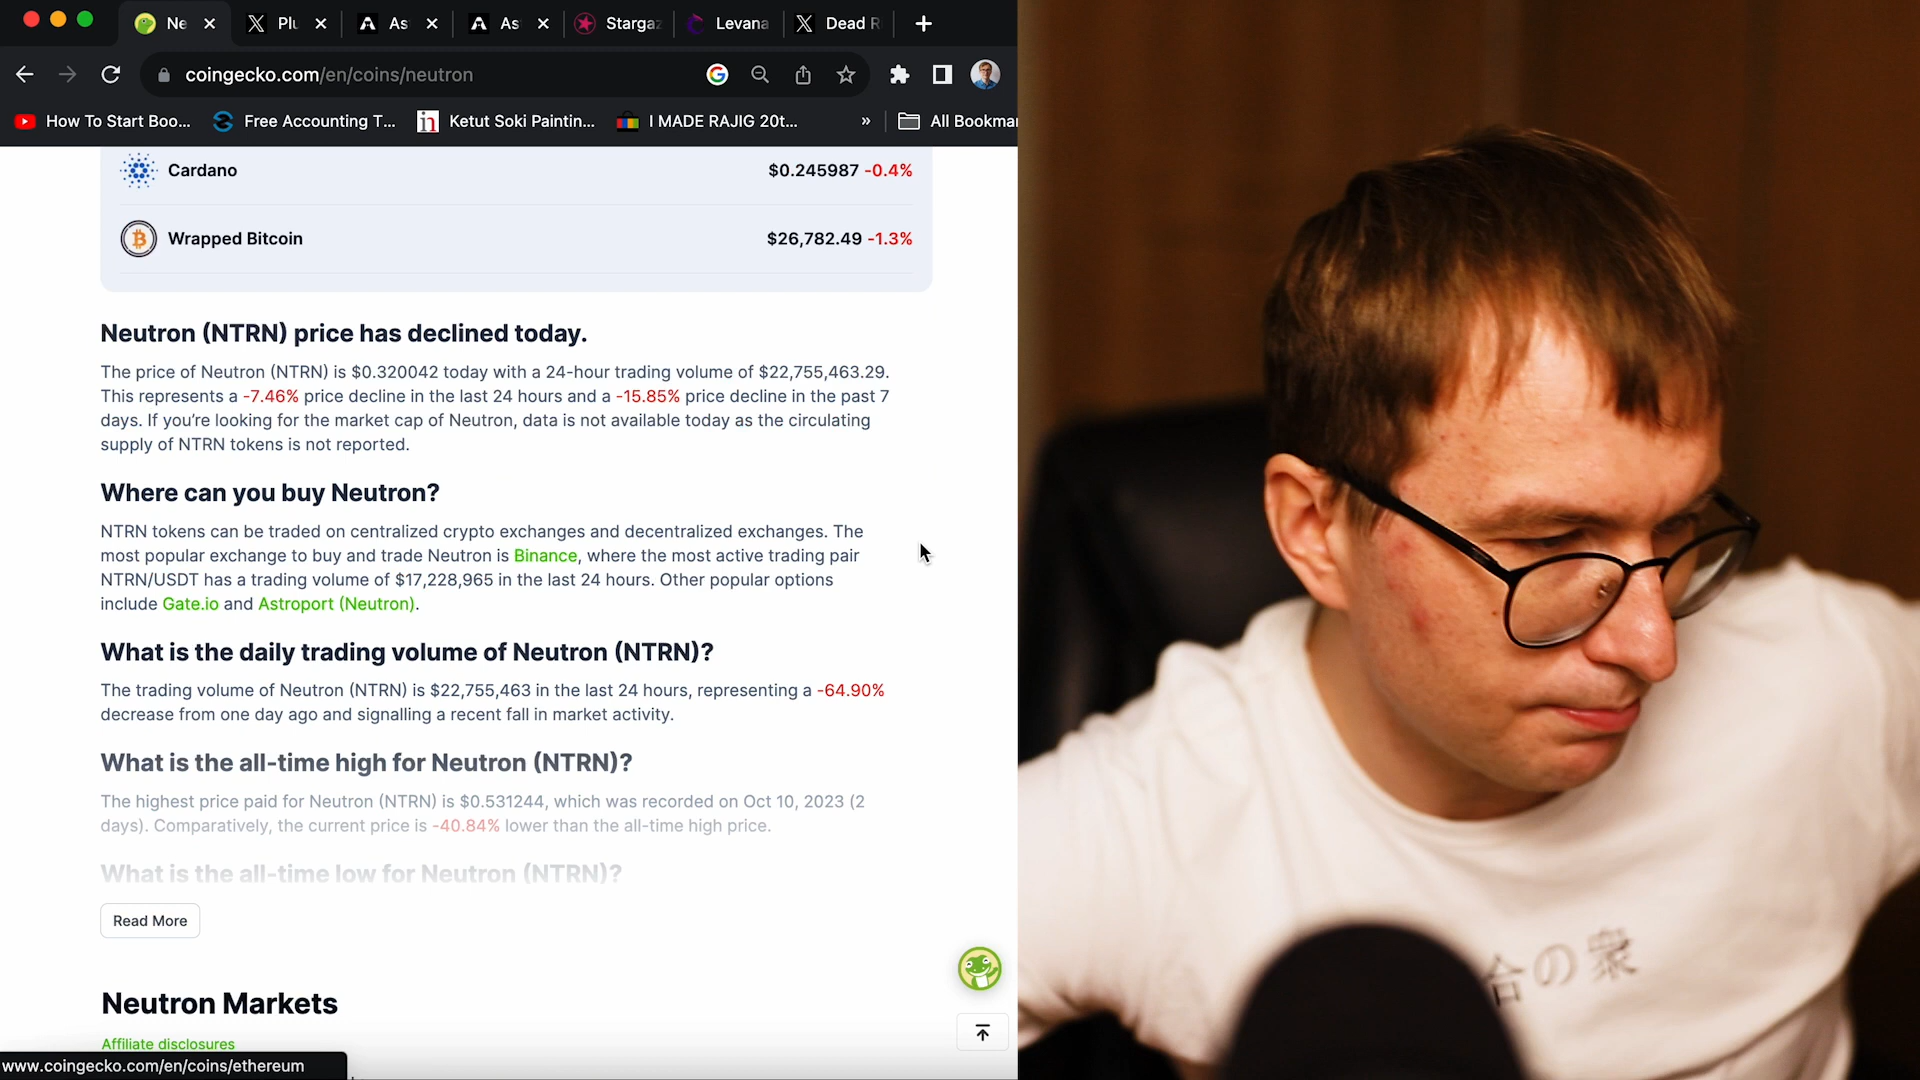 Ne
Plu
As
As
Stargaz
Levana
Dead R
coingecko.com/en/coins/neutron
How To Start Boo...
Free Accounting T...
Ketut Soki Paintin...
I MADE RAJIG 20t...
»
All Bookmar
Cardano
$0.245987 -0.4%
Wrapped Bitcoin
$26,782.49 -1.3%
Neutron (NTRN) price has declined today.
The price of Neutron (NTRN) is $0.320042 today with a 24-hour trading volume of $22,755,463.29.
This represents a -7.46% price decline in the last 24 hours and a -15.85% price decline in the past 7
days. If you’re looking for the market cap of Neutron, data is not available today as the circulating
supply of NTRN tokens is not reported.
Where can you buy Neutron?
NTRN tokens can be traded on centralized crypto exchanges and decentralized exchanges. The
most popular exchange to buy and trade Neutron is Binance, where the most active trading pair
NTRN/USDT has a trading volume of $17,228,965 in the last 24 hours. Other popular options
include Gate.io and Astroport (Neutron).
What is the daily trading volume of Neutron (NTRN)?
The trading volume of Neutron (NTRN) is $22,755,463 in the last 24 hours, representing a -64.90%
decrease from one day ago and signalling a recent fall in market activity.
What is the all-time high for Neutron (NTRN)?
The highest price paid for Neutron (NTRN) is $0.531244, which was recorded on Oct 10, 2023 (2
days). Comparatively, the current price is -40.84% lower than the all-time high price.
What is the all-time low for Neutron (NTRN)?
Read More
Neutron Markets
Affiliate disclosures
www.coingecko.com/en/coins/ethereum
合の衆